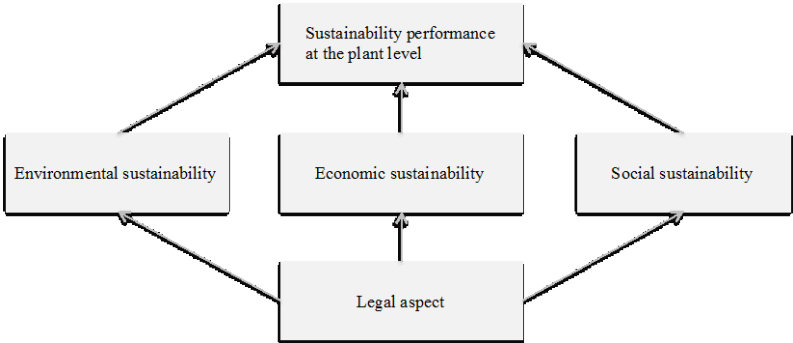 Sustainability performance
at the plant level
Environmental sustainability
Economic sustainability
Social sustainability
Legal aspect